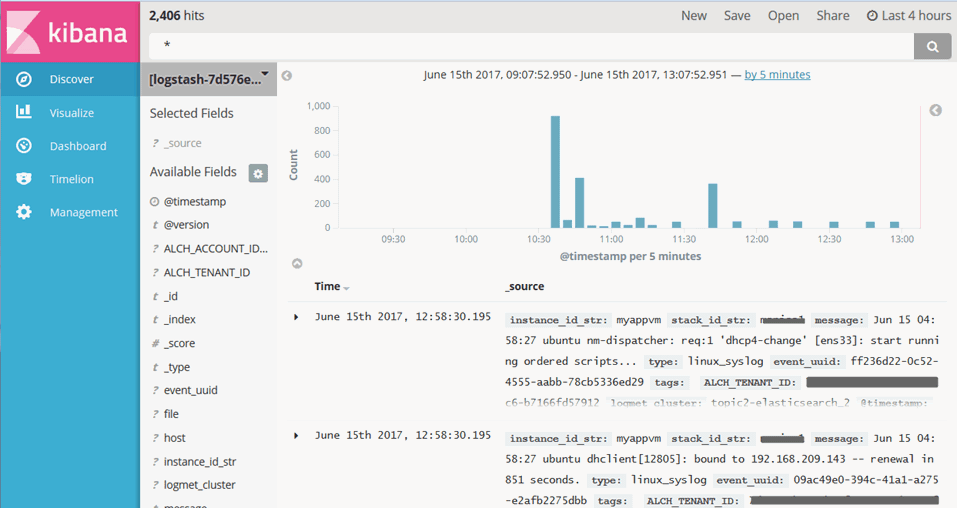 kibana
Discover
Visualize
Dashboard
Timelion
Management
2,406 hits
New Save Open Share Last 4 hours
*
[logstash-7d576e...
Selected Fields
? _source
Available Fields
@timestamp
t @version
? ALCH_ACCOUNT_ID...
? ALCH_TENANT_ID
t _id
t _index
# _score
t _type
? event_uuid
? file
? host
? instance_id_str
? logmet_cluster
June 15th 2017, 09:07:52.950 - June 15th 2017, 13:07:52.951 — by 5 minutes
Count
1,000
800
600
400
200
0
09:30 10:00 10:30 11:00 11:30 12:00 12:30 13:00
@timestamp per 5 minutes
Time _source
June 15th 2017, 12:58:30.195
instance_id_str: myappvm stack_id_str: message: Jun 15 04:
58:27 ubuntu nm-dispatcher: req:1 'dhcp4-change' [ens33]: start runni
ng ordered scripts... type: linux_syslog event_uuid: ff236d22-0c52-
4555-aabb-78cb5336ed29 tags: ALCH_TENANT_ID:
c6-b7166fd57912 logmet_cluster: topic2-elasticsearch_2 @timestamp:
June 15th 2017, 12:58:30.195
instance_id_str: myappvm stack_id_str: message: Jun 15 04:
58:27 ubuntu dhclient[12805]: bound to 192.168.209.143 -- renewal in
851 seconds. type: linux_syslog event_uuid: 09ac49e0-394c-41a1-a275
-e2afb2275dbb tags: ALCH_TENANT_ID: